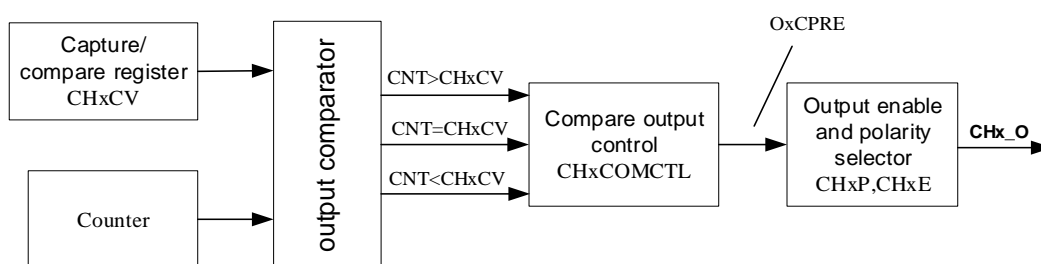 Capture/
compare register
CHxCV
Counter
output comparator
CNT>CHxCV
CNT=CHxCV
CNT<CHxCV
Compare output
control
CHxCOMCTL
OxCPRE
Output enable
and polarity
selector
CHxP,CHxE
CHx_O